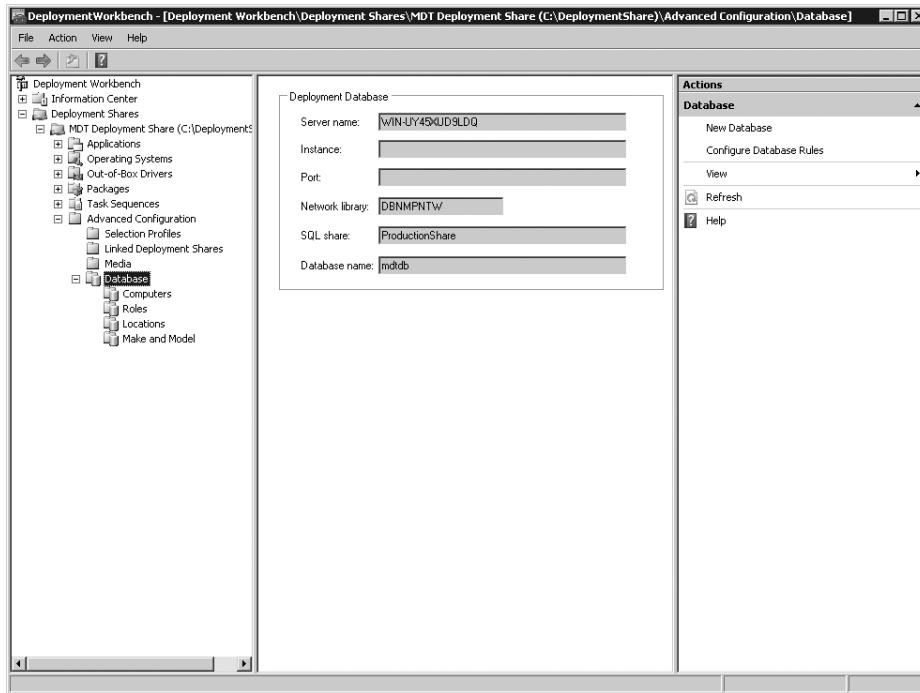 DeploymentWorkbench - [Deployment Workbench\Deployment Shares\MDT Deployment Share (C:\DeploymentShare)\Advanced Configuration\Database]
File Action View Help
Deployment Workbench
Information Center
Deployment Shares
MDT Deployment Share (C:\DeploymentS
Applications
Operating Systems
Out-of-Box Drivers
Packages
Task Sequences
Advanced Configuration
Selection Profiles
Linked Deployment Shares
Media
Database
Computers
Roles
Locations
Make and Model
Deployment Database
Server name: WIN-UY45XUD9LDQ
Instance:
Port:
Network library: DBNMPNTW
SQL share: ProductionShare
Database name: mdtdb
Actions
Database
New Database
Configure Database Rules
View
Refresh
Help